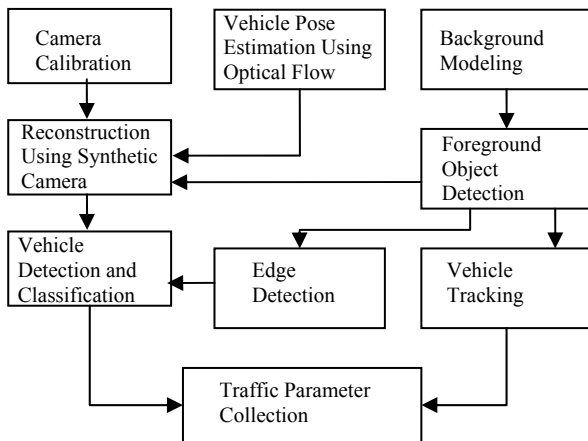 Camera
Calibration
Vehicle Pose
Estimation Using
Optical Flow
Background
Modeling
Reconstruction
Using Synthetic
Camera
Foreground
Object
Detection
Vehicle
Detection and
Classification
Edge
Detection
Vehicle
Tracking
Traffic Parameter
Collection